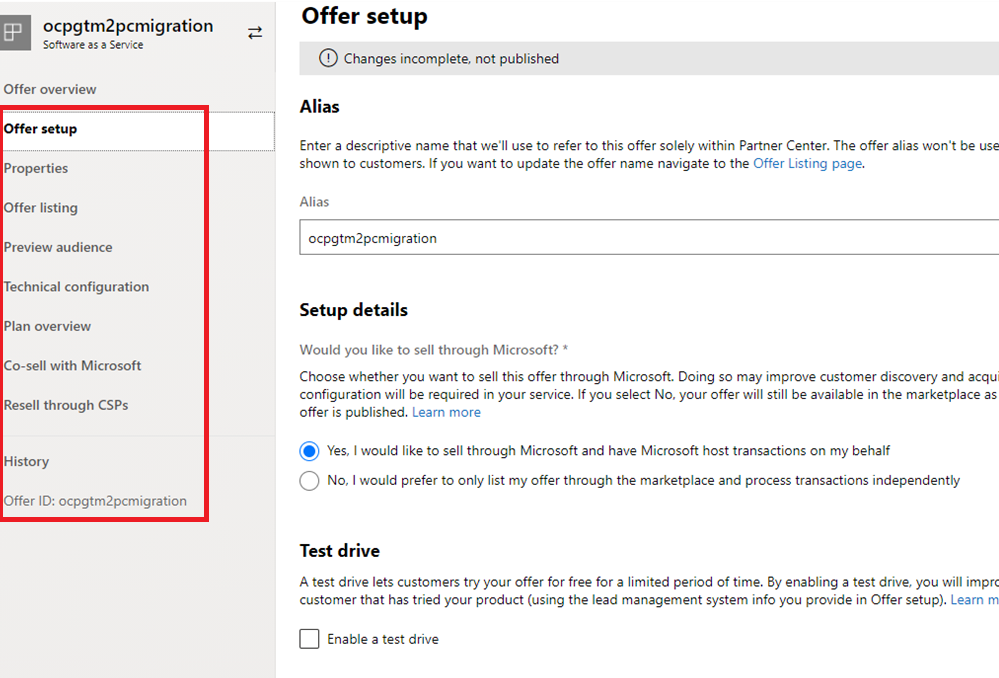 ocpgtm2pcmigration
Software as a Service
Offer overview
Offer setup
Properties
Offer listing
Preview audience
Technical configuration
Plan overview
Co-sell with Microsoft
Resell through CSPs
History
Offer ID: ocpgtm2pcmigration
Offer setup
Changes incomplete, not published
Alias
Enter a descriptive name that we'll use to refer to this offer solely within Partner Center. The offer alias won't be use
shown to customers. If you want to update the offer name navigate to the Offer Listing page.
Alias
ocpgtm2pcmigration
Setup details
Would you like to sell through Microsoft? *
Choose whether you want to sell this offer through Microsoft. Doing so may improve customer discovery and acqui
configuration will be required in your service. If you select No, your offer will still be available in the marketplace as
offer is published. Learn more
Yes, I would like to sell through Microsoft and have Microsoft host transactions on my behalf
No, I would prefer to only list my offer through the marketplace and process transactions independently
Test drive
A test drive lets customers try your offer for free for a limited period of time. By enabling a test drive, you will impro
customer that has tried your product (using the lead management system info you provide in Offer setup). Learn m
Enable a test drive